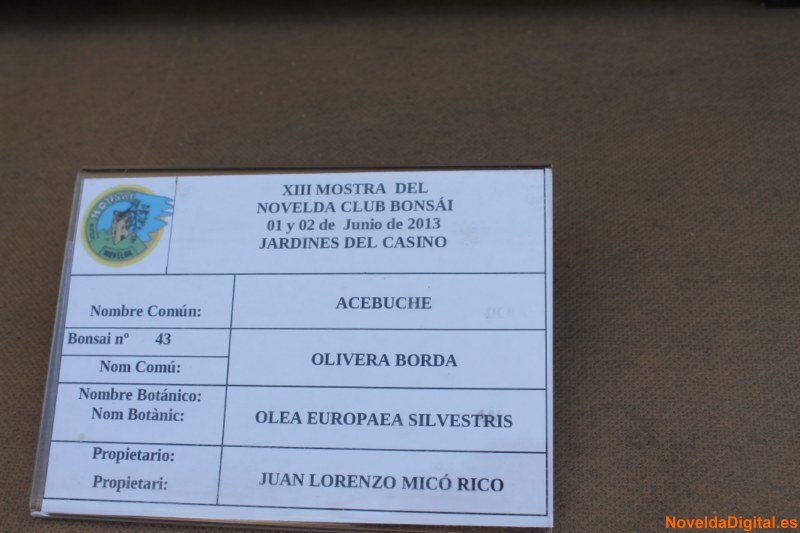 XIII MOSTRA DEL
NOVELDA CLUB BONSÁI
01 y 02 de Junio de 2013
JARDINES DEL CASINO
BONSAI
NOVELDA
Nombre Común:
ACEBUCHE
Bonsai nº 43
Nom Comú:
OLIVERA BORDA
Nombre Botánico:
Nom Botànic:
OLEA EUROPAEA SILVESTRIS
Propietario:
Propietari:
JUAN LORENZO MICÓ RICO
NoveldaDigital.es